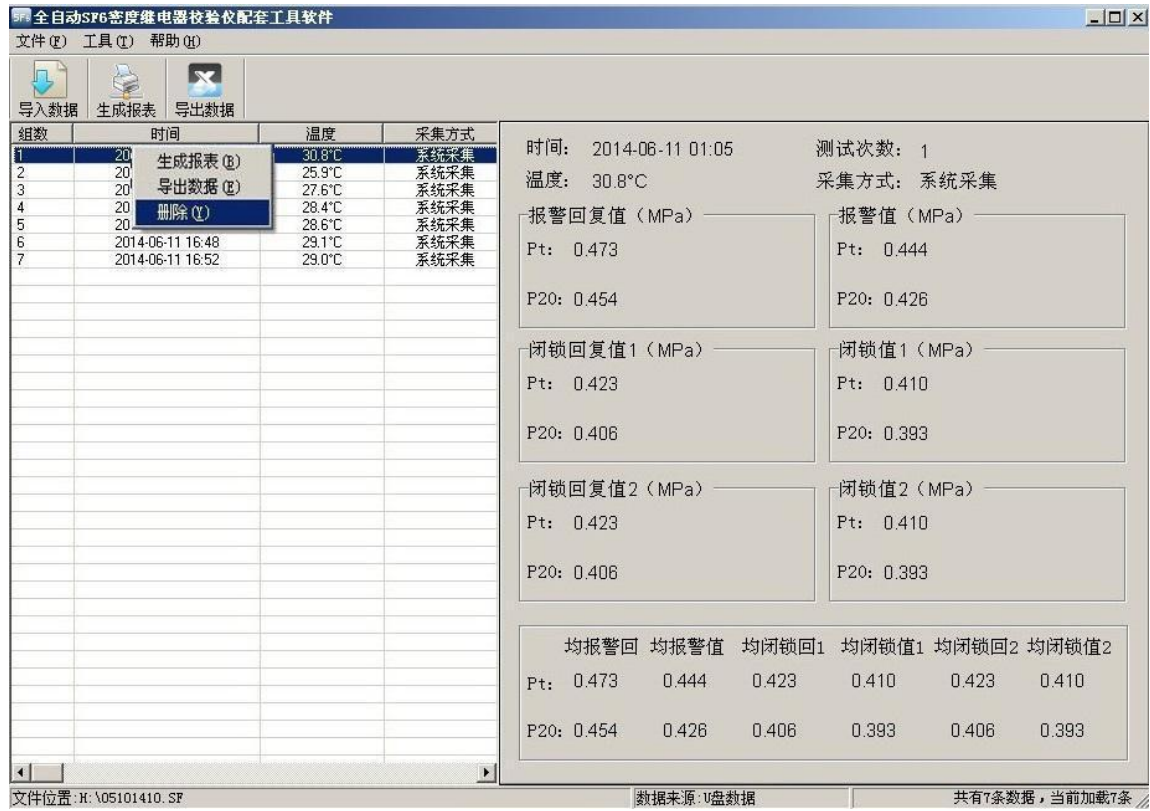 SF6 全自动SF6密度继电器校验仪配套工具软件
文件(F) 工具(T) 帮助(H)
导入数据 生成报表 导出数据
组数 时间 温度 采集方式
1 20 30.8℃ 系统采集
2 20 25.9℃ 系统采集
3 20 27.6℃ 系统采集
4 20 28.4℃ 系统采集
5 20 28.6℃ 系统采集
6 2014-06-11 16:48 29.1℃ 系统采集
7 2014-06-11 16:52 29.0℃ 系统采集
生成报表(B)
导出数据(E)
删除(Y)
时间: 2014-06-11 01:05 测试次数: 1
温度: 30.8℃ 采集方式: 系统采集
报警回复值(MPa) 报警值(MPa)
Pt: 0.473 Pt: 0.444
P20: 0.454 P20: 0.426
闭锁回复值1(MPa) 闭锁值1(MPa)
Pt: 0.423 Pt: 0.410
P20: 0.406 P20: 0.393
闭锁回复值2(MPa) 闭锁值2(MPa)
Pt: 0.423 Pt: 0.410
P20: 0.406 P20: 0.393
均报警回 均报警值 均闭锁回1 均闭锁值1 均闭锁回2 均闭锁值2
Pt: 0.473 0.444 0.423 0.410 0.423 0.410
P20: 0.454 0.426 0.406 0.393 0.406 0.393
文件位置:H:\05101410.SF 数据来源:U盘数据 共有7条数据,当前加载7条